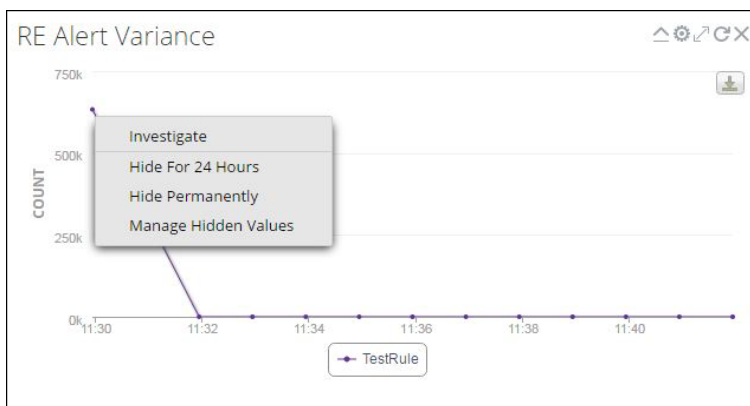 RE Alert Variance
750k
500k
250k
0k
COUNT
Investigate
Hide For 24 Hours
Hide Permanently
Manage Hidden Values
11:30
11:32
11:34
11:36
11:38
11:40
TestRule